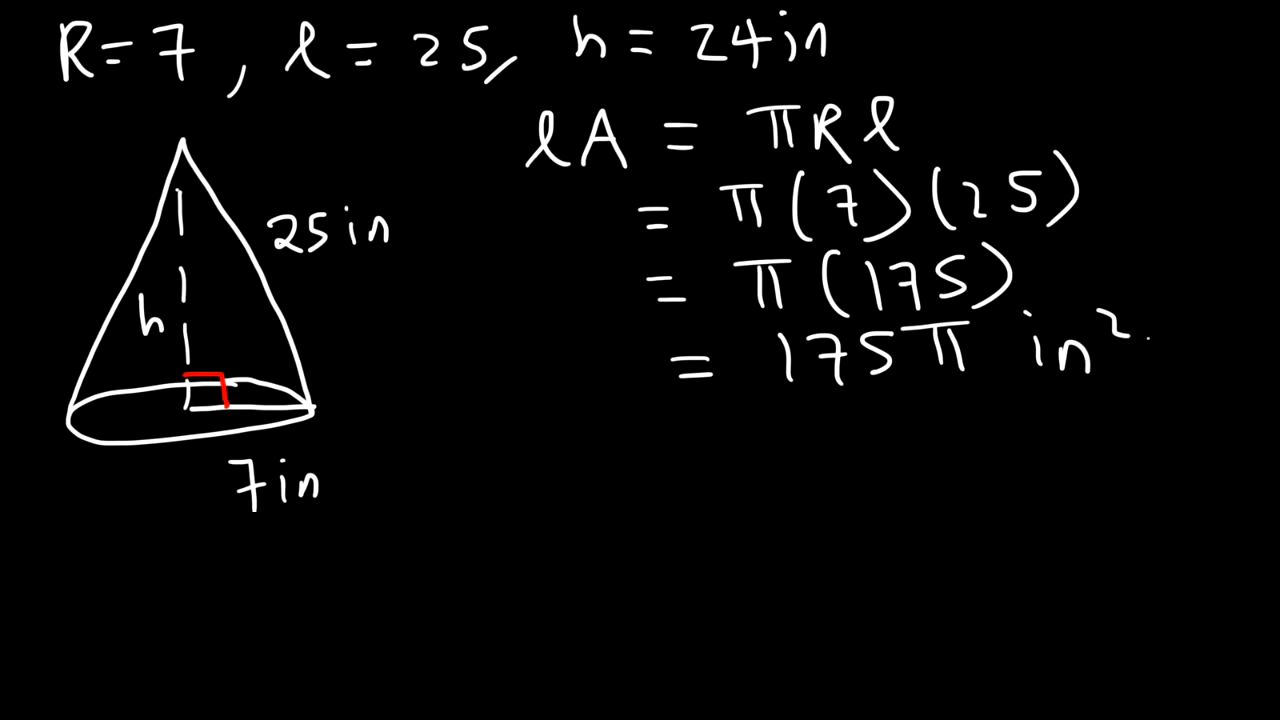 R = 7 , ℓ = 25, h = 24in
ℓA = πRℓ
= π(7)(25)
25in
= π(175)
h
= 175π in².
7in